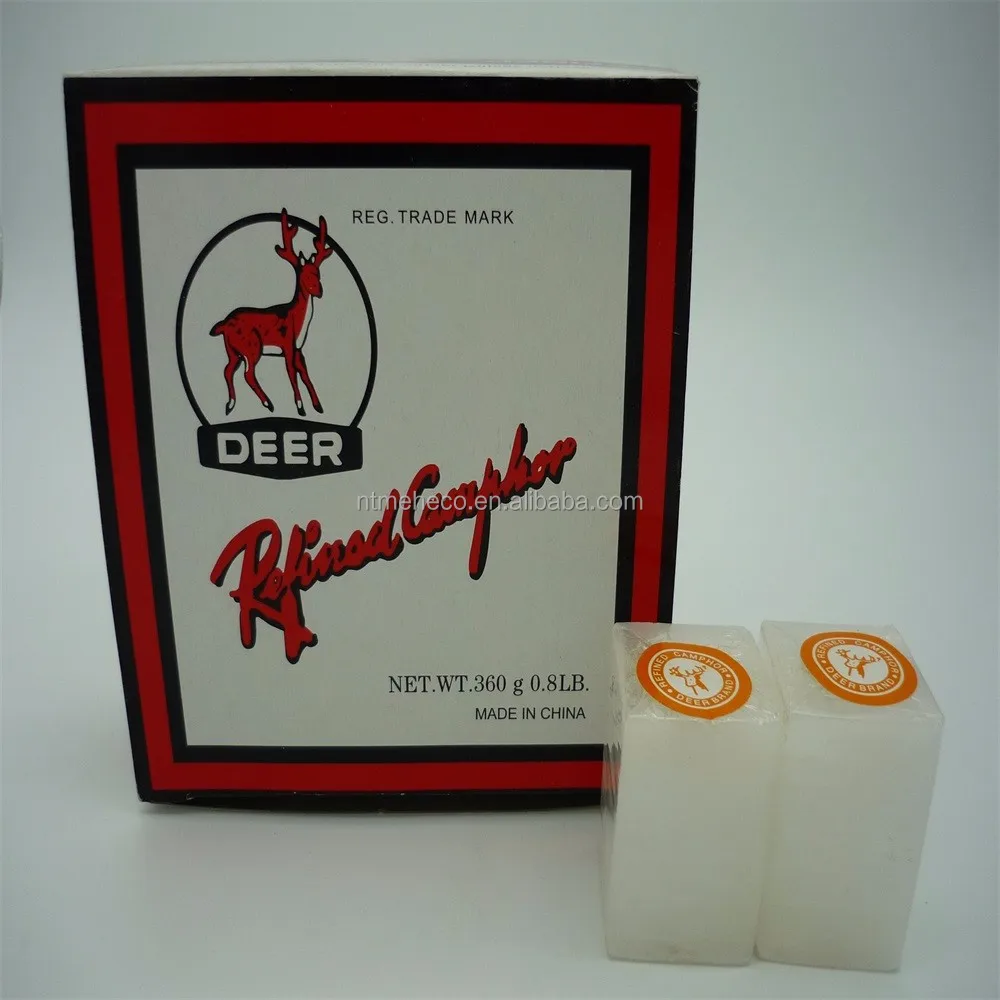 REG. TRADE MARK
DEER
Refined Camphor
ntmeheco.en.alibaba.com
NET.WT.360 g 0.8LB.
MADE IN CHINA
REFINED CAMPHOR
DEER BRAND
REFINED CAMPHOR
DEER BRAND